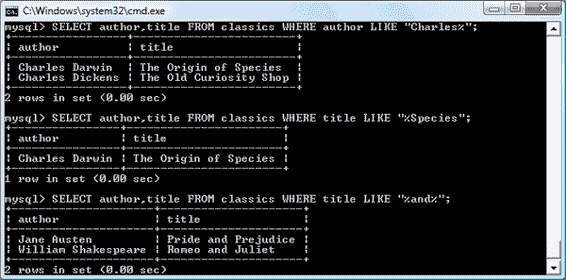 C:\Windows\system32\cmd.exe
mysql> SELECT author,title FROM classics WHERE author LIKE "Charles%";
+-----------------+------------------------+
| author          | title                  |
+-----------------+------------------------+
| Charles Darwin  | The Origin of Species  |
| Charles Dickens | The Old Curiosity Shop |
+-----------------+------------------------+
2 rows in set (0.00 sec)
mysql> SELECT author,title FROM classics WHERE title LIKE "%Species";
+----------------+-----------------------+
| author         | title                 |
+----------------+-----------------------+
| Charles Darwin | The Origin of Species |
+----------------+-----------------------+
1 row in set (0.00 sec)
mysql> SELECT author,title FROM classics WHERE title LIKE "%and%";
+---------------------+---------------------+
| author              | title               |
+---------------------+---------------------+
| Jane Austen         | Pride and Prejudice |
| William Shakespeare | Romeo and Juliet    |
+---------------------+---------------------+
2 rows in set (0.00 sec)